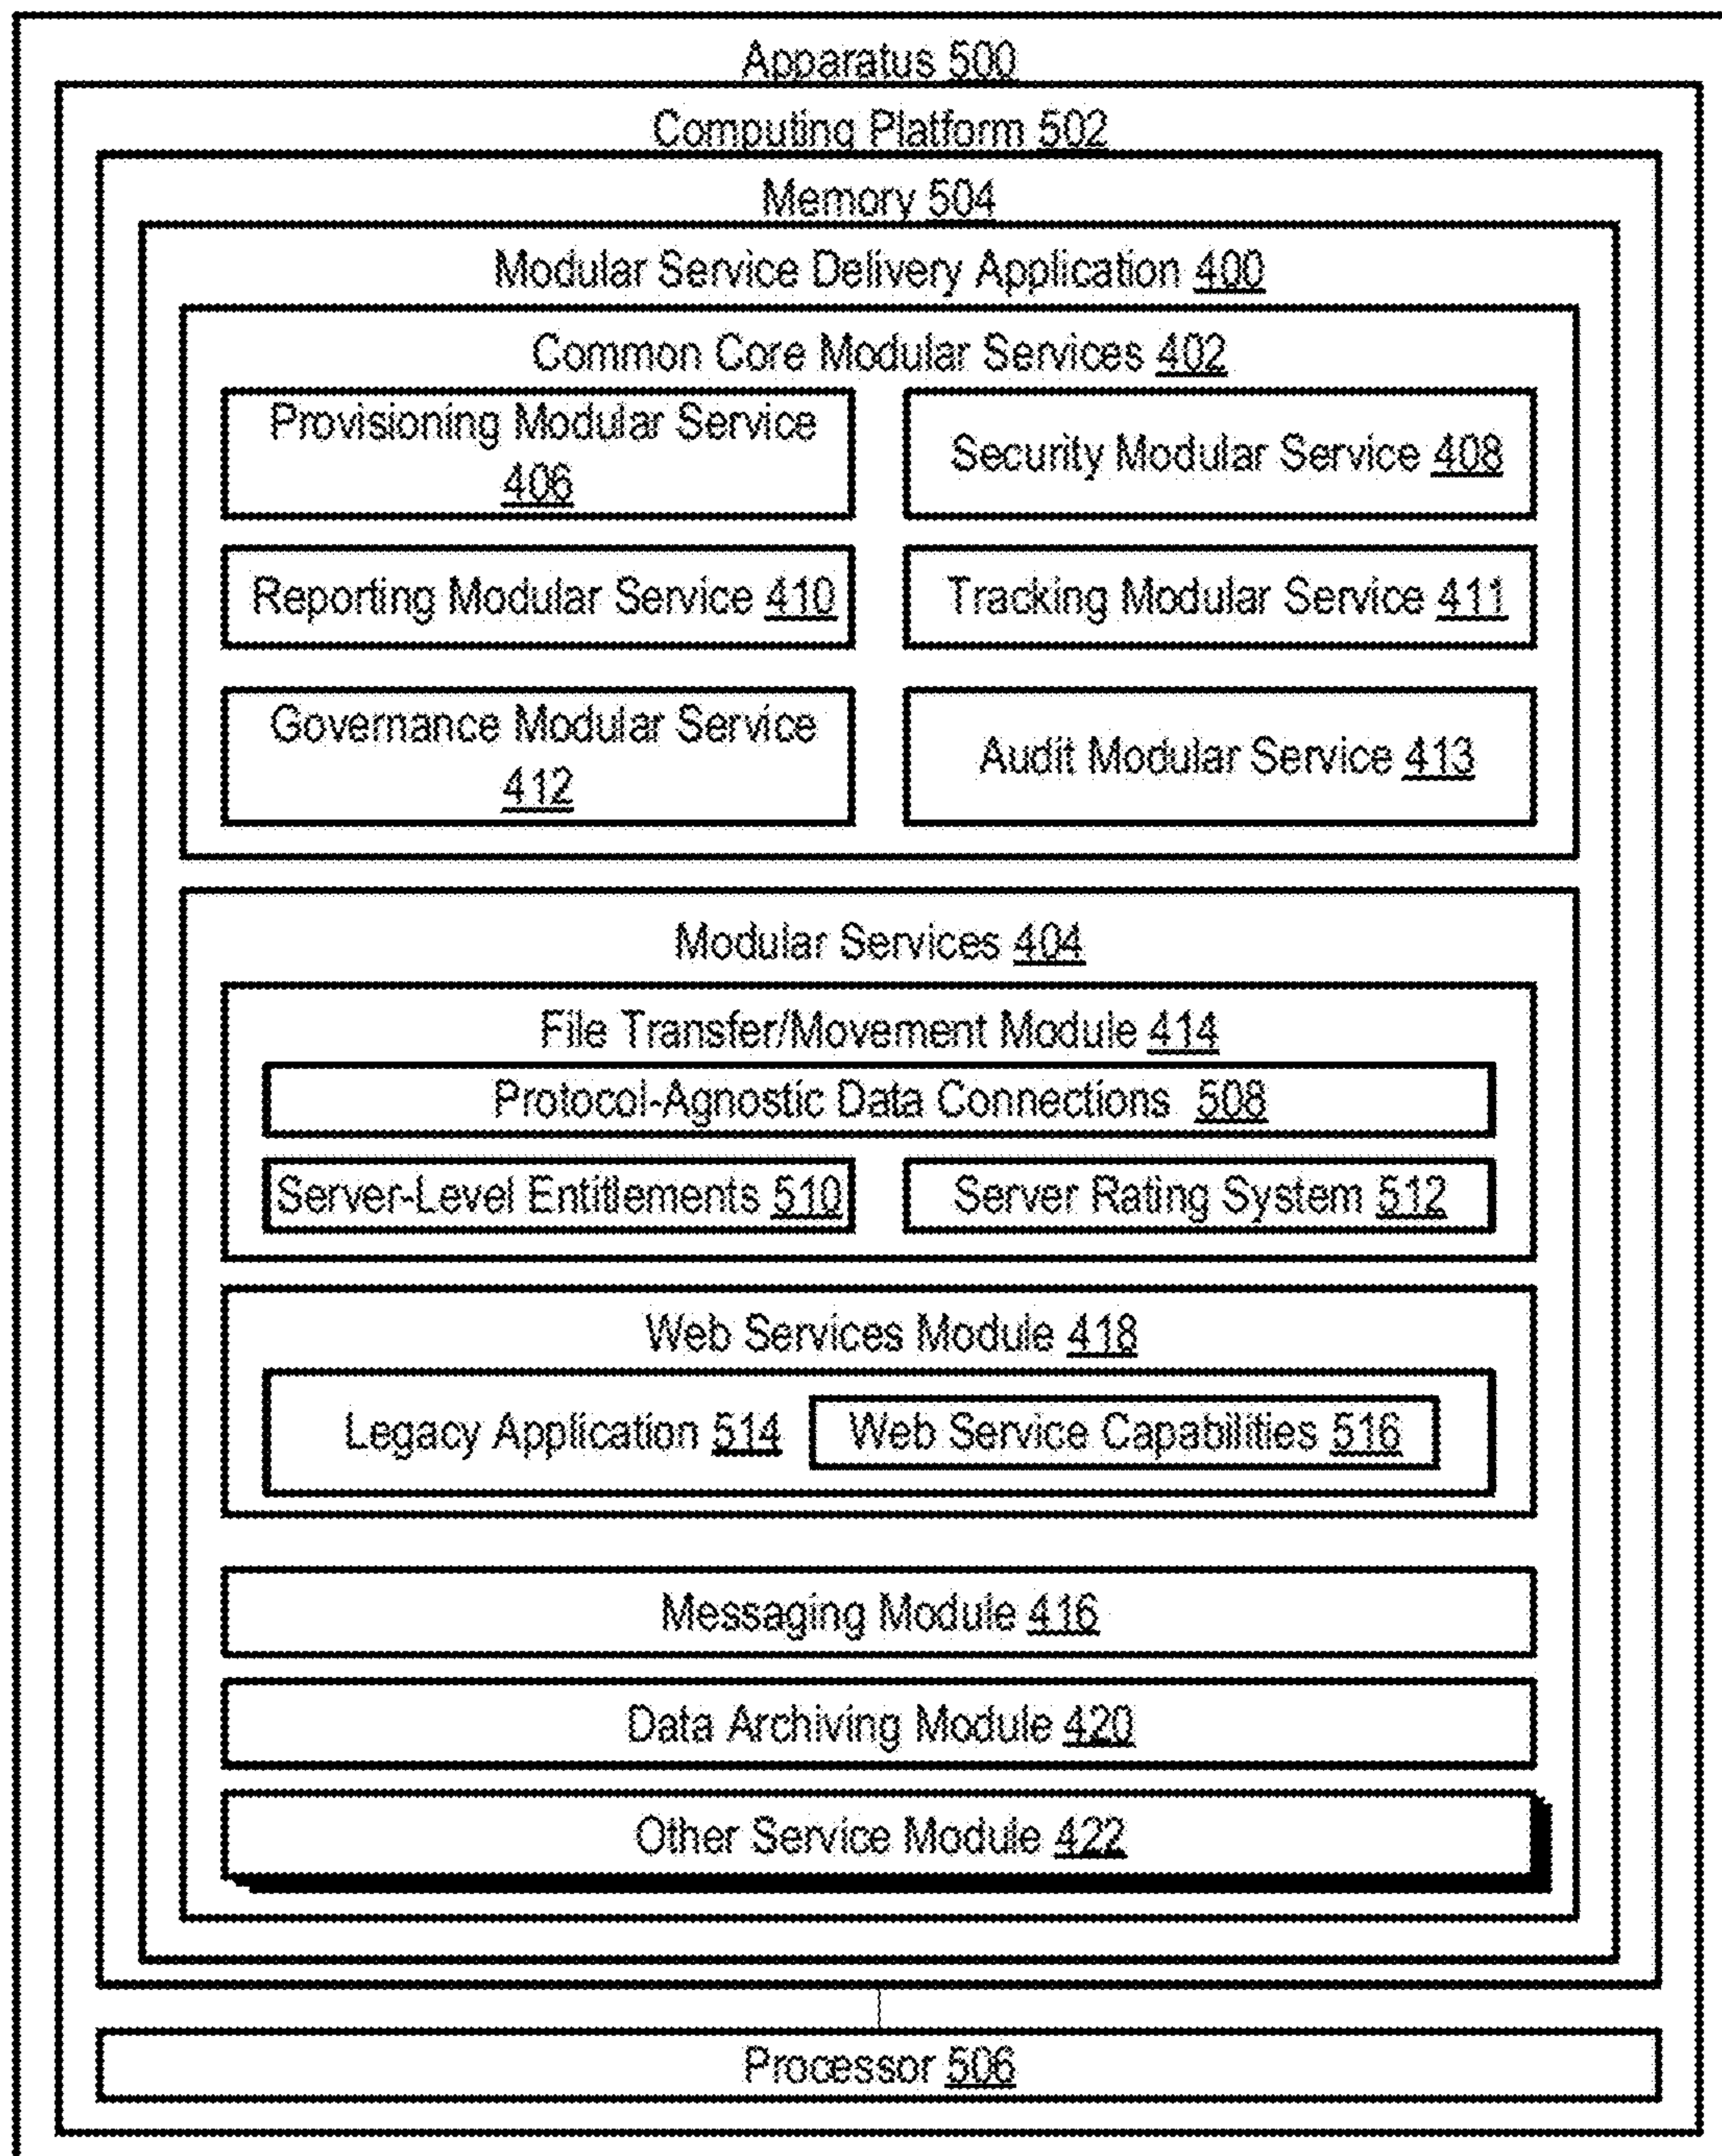 Apparatus 500
Computing Platform 502
Memory 504
Modular Service Delivery Application 400
Common Core Modular Services 402
Provisioning Modular Service
406
Security Modular Service 408
Reporting Modular Service 410
Tracking Modular Service 411
Governance Modular Service
412
Audit Modular Service 413
Modular Services 404
File Transfer/Movement Module 414
Protocol-Agnostic Data Connections 508
Server-Level Entitlements 510
Server Rating System 512
Web Services Module 418
Legacy Application 514
Web Service Capabilities 516
Messaging Module 416
Data Archiving Module 420
Other Service Module 422
Processor 506